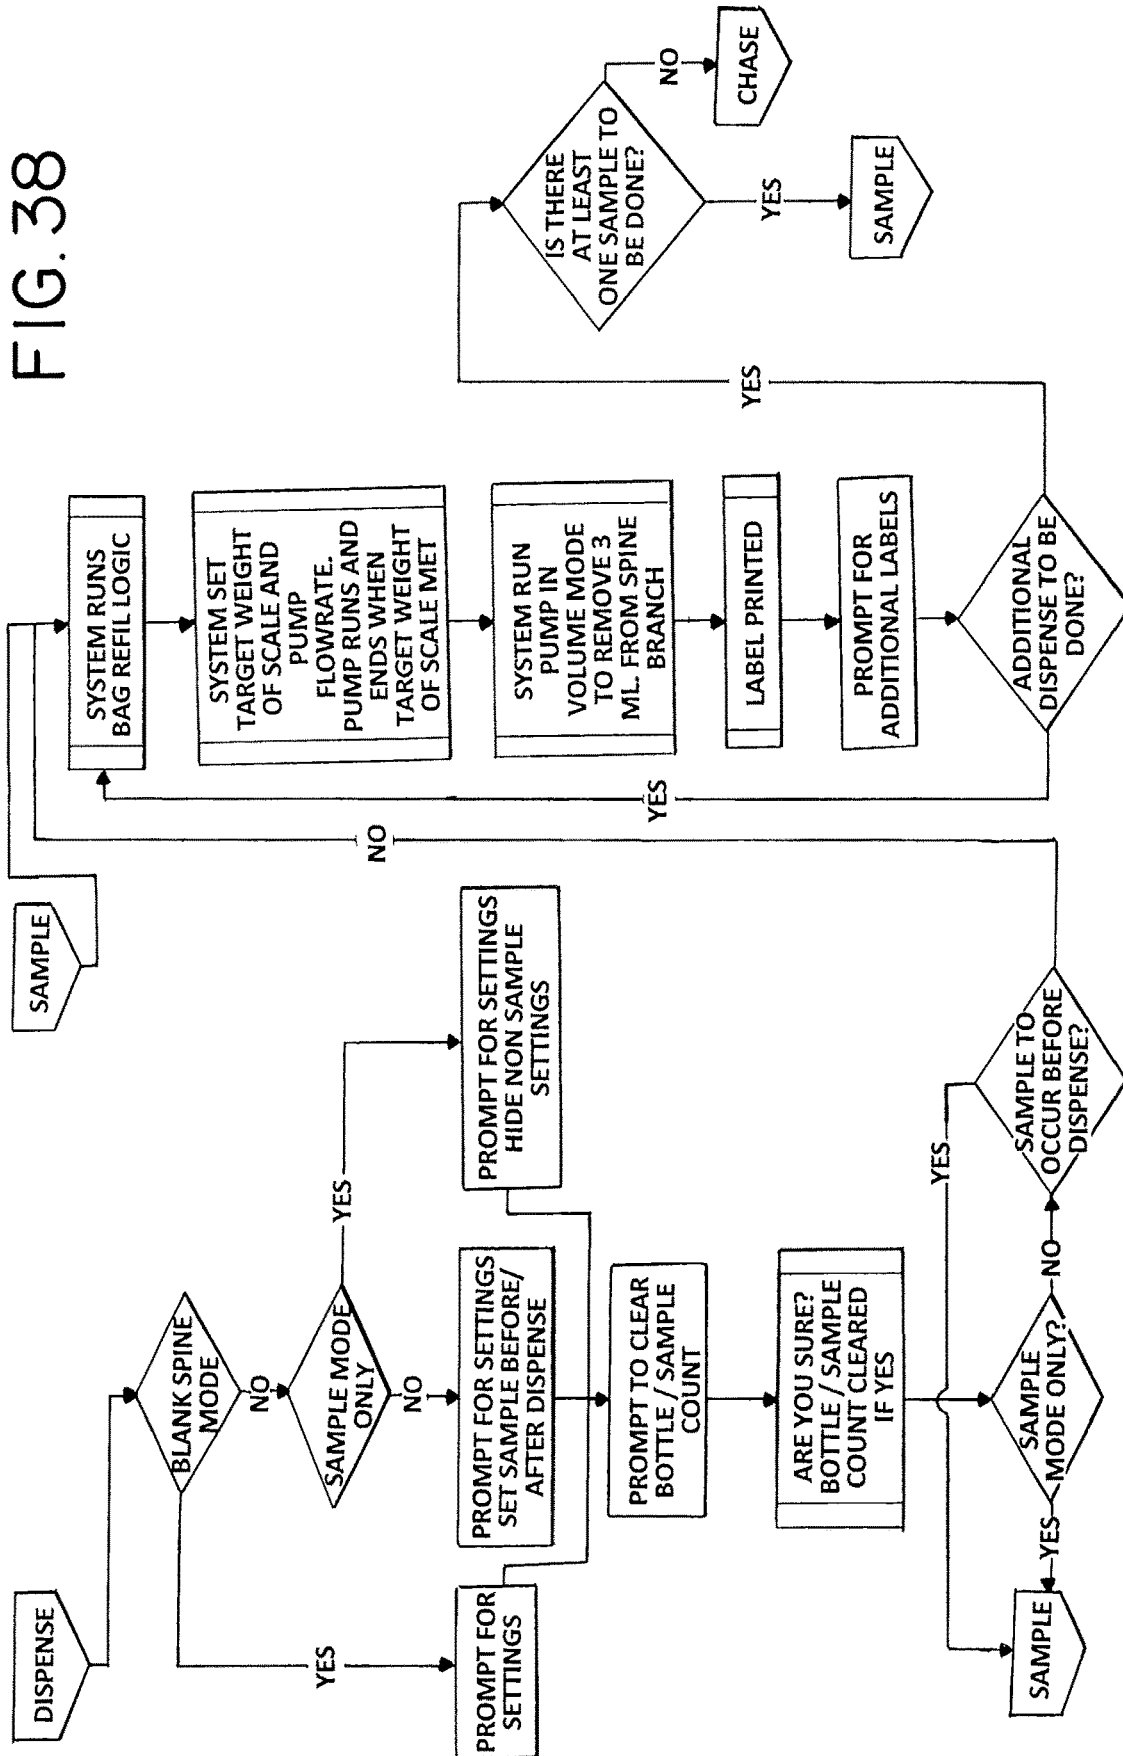 FIG. 38
DISPENSE
BLANK SPINE
MODE
YES
NO
SAMPLE MODE
ONLY
YES
NO
PROMPT FOR
SETTINGS
PROMPT FOR SETTINGS
SET SAMPLE BEFORE/
AFTER DISPENSE
PROMPT FOR SETTINGS
HIDE NON SAMPLE
SETTINGS
PROMPT TO CLEAR
BOTTLE / SAMPLE
COUNT
ARE YOU SURE?
BOTTLE / SAMPLE
COUNT CLEARED
IF YES
SAMPLE
MODE ONLY?
YES
NO
SAMPLE
SAMPLE TO
OCCUR BEFORE
DISPENSE?
YES
NO
SAMPLE
SYSTEM RUNS
BAG REFILL LOGIC
SYSTEM SET
TARGET WEIGHT
OF SCALE AND
PUMP
FLOWRATE.
PUMP RUNS AND
ENDS WHEN
TARGET WEIGHT
OF SCALE MET
SYSTEM RUN
PUMP IN
VOLUME MODE
TO REMOVE 3
ML. FROM SPINE
BRANCH
LABEL PRINTED
PROMPT FOR
ADDITIONAL LABELS
ADDITIONAL
DISPENSE TO BE
DONE?
YES
YES
IS THERE
AT LEAST
ONE SAMPLE TO
BE DONE?
NO
CHASE
YES
SAMPLE